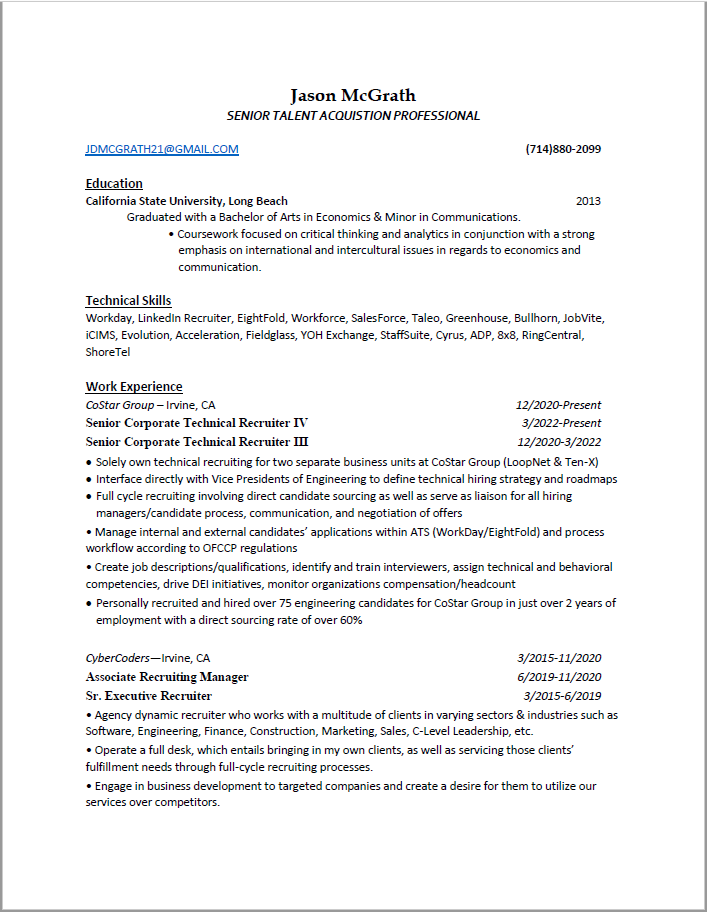 Jason McGrath
SENIOR TALENT ACQUISTION PROFESSIONAL
JDMCGRATH21@GMAIL.COM (714)880-2099
Education
California State University, Long Beach 2013
Graduated with a Bachelor of Arts in Economics & Minor in Communications.
• Coursework focused on critical thinking and analytics in conjunction with a strong
emphasis on international and intercultural issues in regards to economics and
communication.
Technical Skills
Workday, LinkedIn Recruiter, EightFold, Workforce, SalesForce, Taleo, Greenhouse, Bullhorn, JobVite,
iCIMS, Evolution, Acceleration, Fieldglass, YOH Exchange, StaffSuite, Cyrus, ADP, 8x8, RingCentral,
ShoreTel
Work Experience
CoStar Group – Irvine, CA 12/2020-Present
Senior Corporate Technical Recruiter IV 3/2022-Present
Senior Corporate Technical Recruiter III 12/2020-3/2022
• Solely own technical recruiting for two separate business units at CoStar Group (LoopNet & Ten-X)
• Interface directly with Vice Presidents of Engineering to define technical hiring strategy and roadmaps
• Full cycle recruiting involving direct candidate sourcing as well as serve as liaison for all hiring
managers/candidate process, communication, and negotiation of offers
• Manage internal and external candidates’ applications within ATS (WorkDay/EightFold) and process
workflow according to OFCCP regulations
• Create job descriptions/qualifications, identify and train interviewers, assign technical and behavioral
competencies, drive DEI initiatives, monitor organizations compensation/headcount
• Personally recruited and hired over 75 engineering candidates for CoStar Group in just over 2 years of
employment with a direct sourcing rate of over 60%
CyberCoders—Irvine, CA 3/2015-11/2020
Associate Recruiting Manager 6/2019-11/2020
Sr. Executive Recruiter 3/2015-6/2019
• Agency dynamic recruiter who works with a multitude of clients in varying sectors & industries such as
Software, Engineering, Finance, Construction, Marketing, Sales, C-Level Leadership, etc.
• Operate a full desk, which entails bringing in my own clients, as well as servicing those clients’
fulfillment needs through full-cycle recruiting processes.
• Engage in business development to targeted companies and create a desire for them to utilize our
services over competitors.